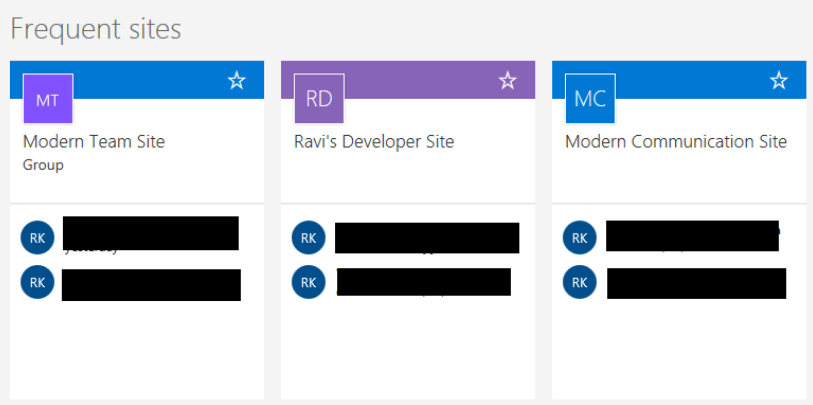 Frequent sites
MT
Modern Team Site
Group
RK
yesterday
RK
RD
Ravi's Developer Site
RK
RK
MC
Modern Communication Site
RK
RK